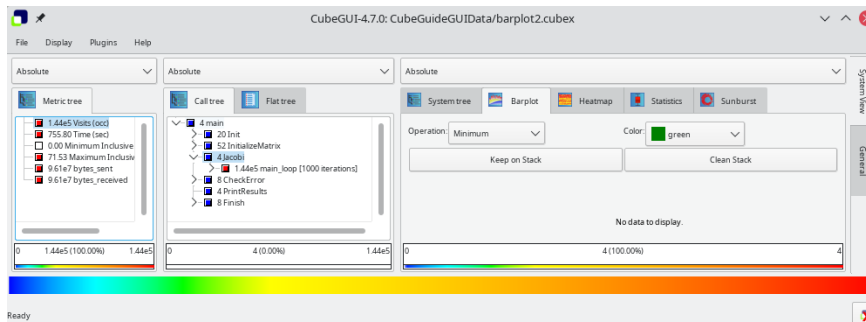 CubeGUI-4.7.0: CubeGuideGUIData/barplot2.cubex
File Display Plugins Help
Absolute
Absolute
Absolute
Metric tree
Call tree
Flat tree
System tree
Barplot
Heatmap
Statistics
Sunburst
1.44e5 Visits (occ)
755.80 Time (sec)
0.00 Minimum Inclusive
71.53 Maximum Inclusiv
9.61e7 bytes_sent
9.61e7 bytes_received
4 main
20 Init
52 InitializeMatrix
4 Jacobi
1.44e5 main_loop [1000 iterations]
8 CheckError
4 PrintResults
8 Finish
Operation: Minimum
Color: green
Keep on Stack
Clean Stack
No data to display.
0 1.44e5 (100.00%) 1.44e5
0 4 (0.00%) 1.44e5
0 4 (100.00%) 4
System View
General
Ready